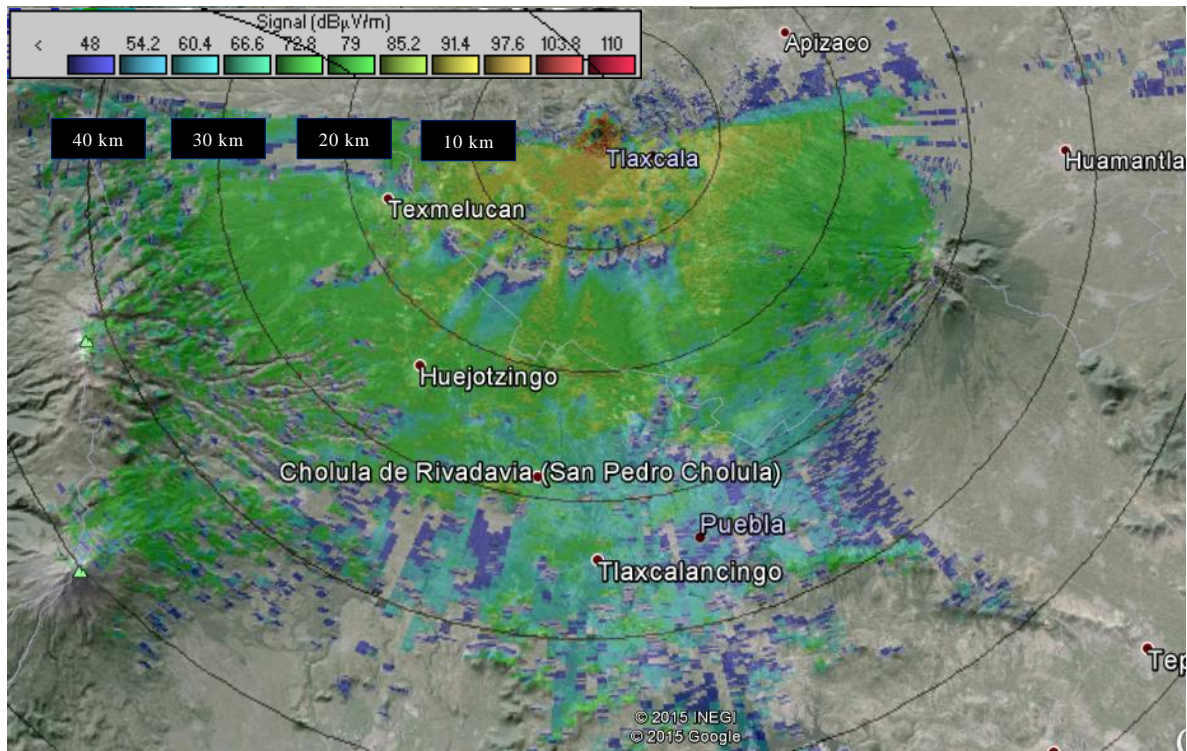 Signal (dBµV/m)
< 48 54.2 60.4 66.6 72.8 79 85.2 91.4 97.6 103.8 110
Apizaco
40 km 30 km 20 km 10 km
Tlaxcala
Huamantla
Texmelucan
Huejotzingo
Cholula de Rivadavia (San Pedro Cholula)
Puebla
Tlaxcalancingo
Tep
© 2015 INEGI
© 2015 Google